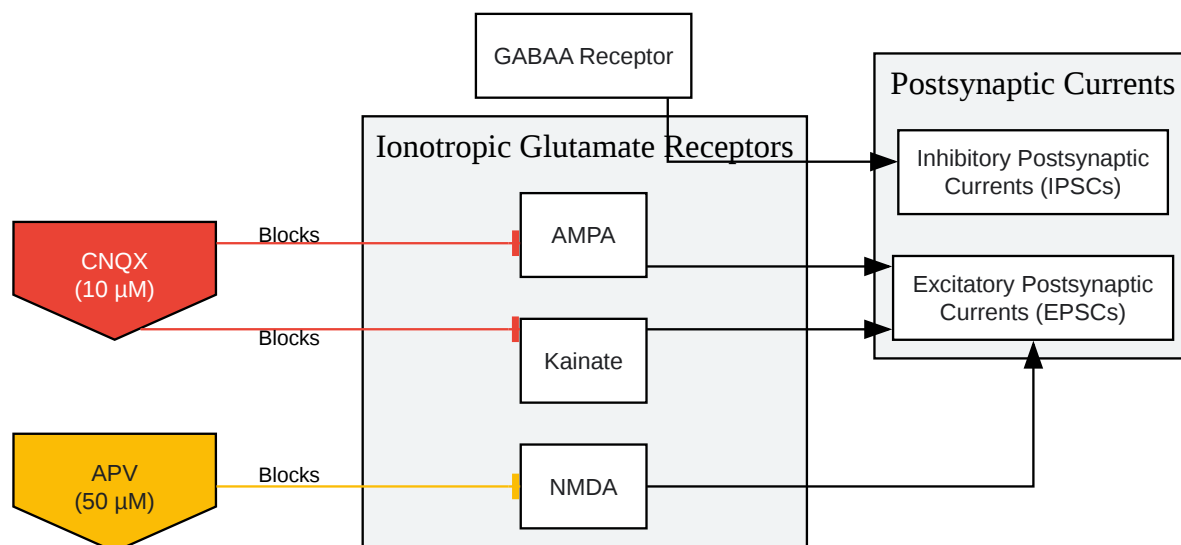 GABAA Receptor
Postsynaptic Currents
Ionotropic Glutamate Receptors
Inhibitory Postsynaptic
Currents (IPSCs)
Blocks
AMPA
CNQX
(10 µM)
Excitatory Postsynaptic
Currents (EPSCs)
Blocks
Kainate
APV
(50 µM)
Blocks
NMDA